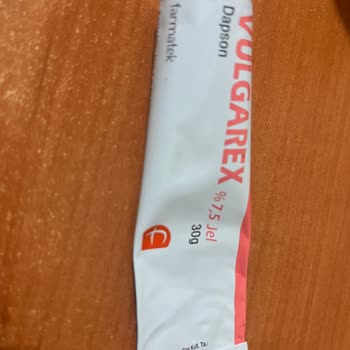 VULGAREX
Dapson
%7,5 Jel
30g
farmatek